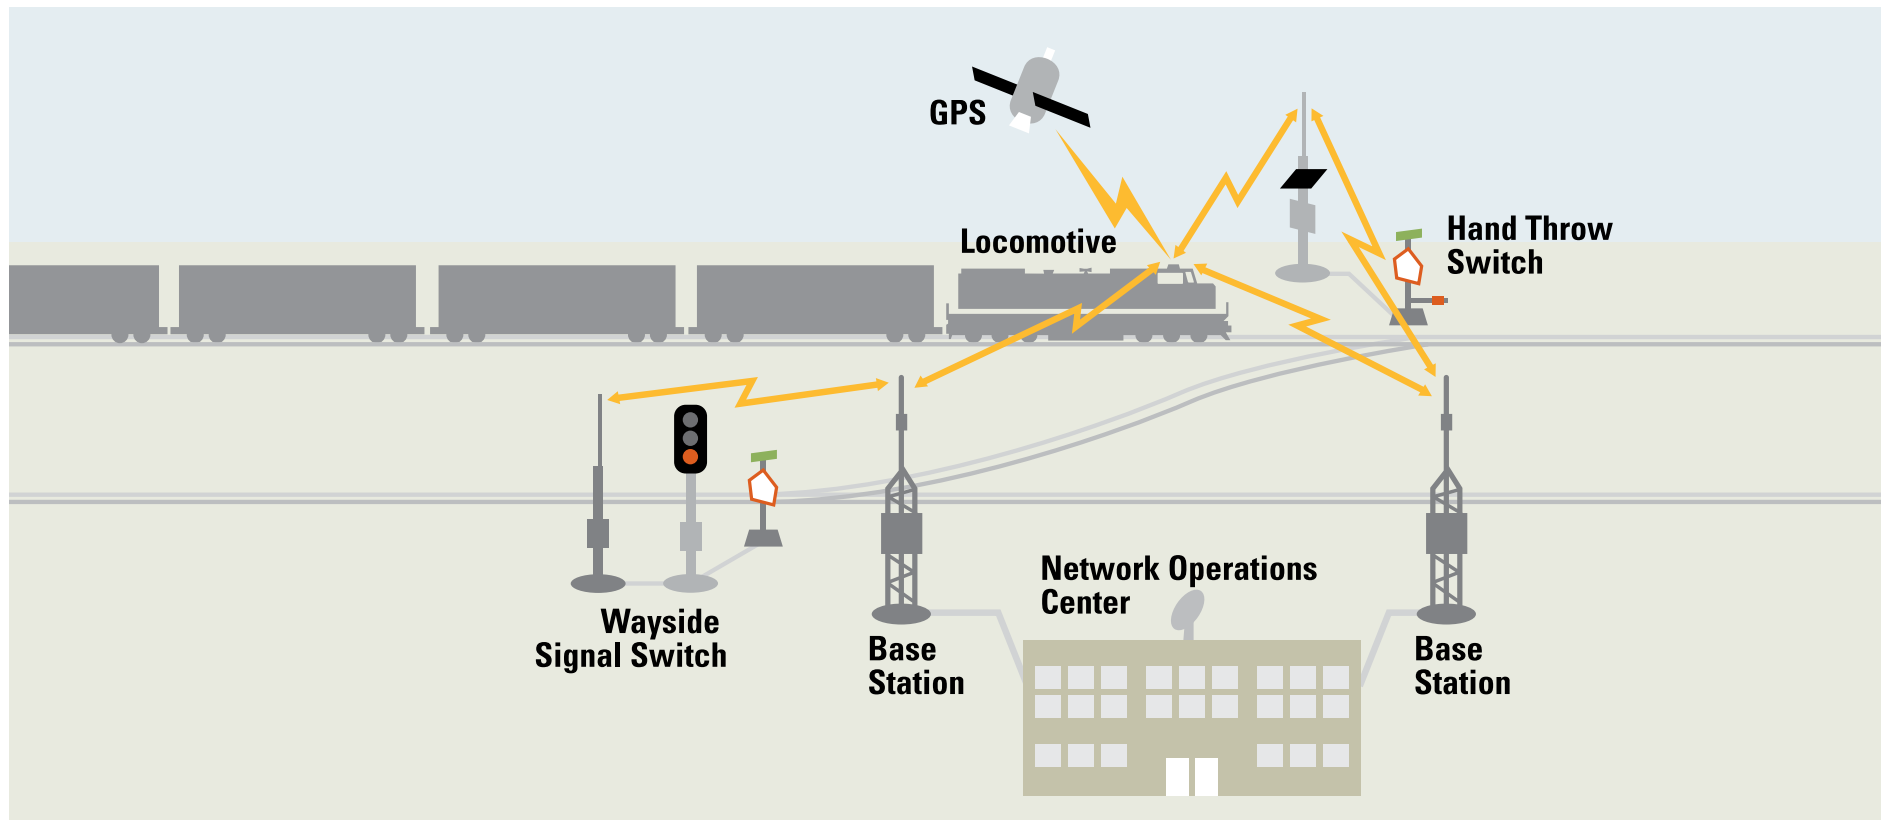 GPS
Locomotive
Hand Throw
Switch
Network Operations
Center
Wayside
Signal Switch
Base
Station
Base
Station